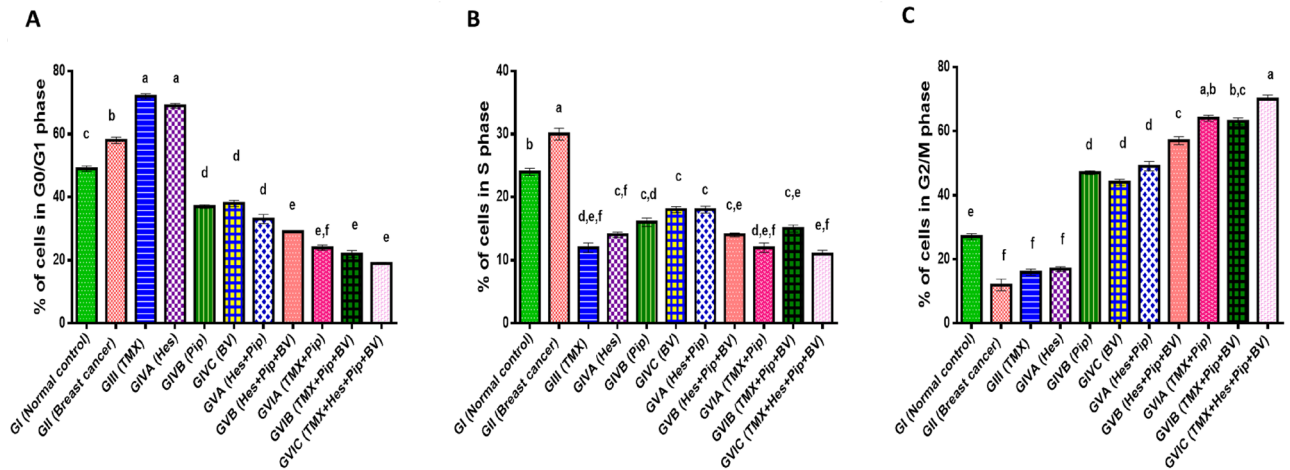 A
% of cells in G0/G1 phase
80
60
40
20
0
c
b
a
a
d
d
d
e
e,f
e
e
GI (Normal control)
GII (Breast cancer)
GIII (TMX)
GIVA (Hes)
GIVB (Pip)
GIVC (BV)
GVA (Hes+Pip)
GVB (Hes+Pip+BV)
GVIA (TMX+Pip)
GVIB (TMX+Pip+BV)
GVIC (TMX+Hes+Pip+BV)
B
% of cells in S phase
40
30
20
10
0
b
a
d,e,f
c,f
c,d
c
c
c,e
d,e,f
c,e
e,f
GI (Normal control)
GII (Breast cancer)
GIII (TMX)
GIVA (Hes)
GIVB (Pip)
GIVC (BV)
GVA (Hes+Pip)
GVB (Hes+Pip+BV)
GVIA (TMX+Pip)
GVIB (TMX+Pip+BV)
GVIC (TMX+Hes+Pip+BV)
C
% of cells in G2/M phase
80
60
40
20
0
e
f
f
f
d
d
d
c
a,b
b,c
a
GI (Normal control)
GII (Breast cancer)
GIII (TMX)
GIVA (Hes)
GIVB (Pip)
GIVC (BV)
GVA (Hes+Pip)
GVB (Hes+Pip+BV)
GVIA (TMX+Pip)
GVIB (TMX+Pip+BV)
GVIC (TMX+Hes+Pip+BV)